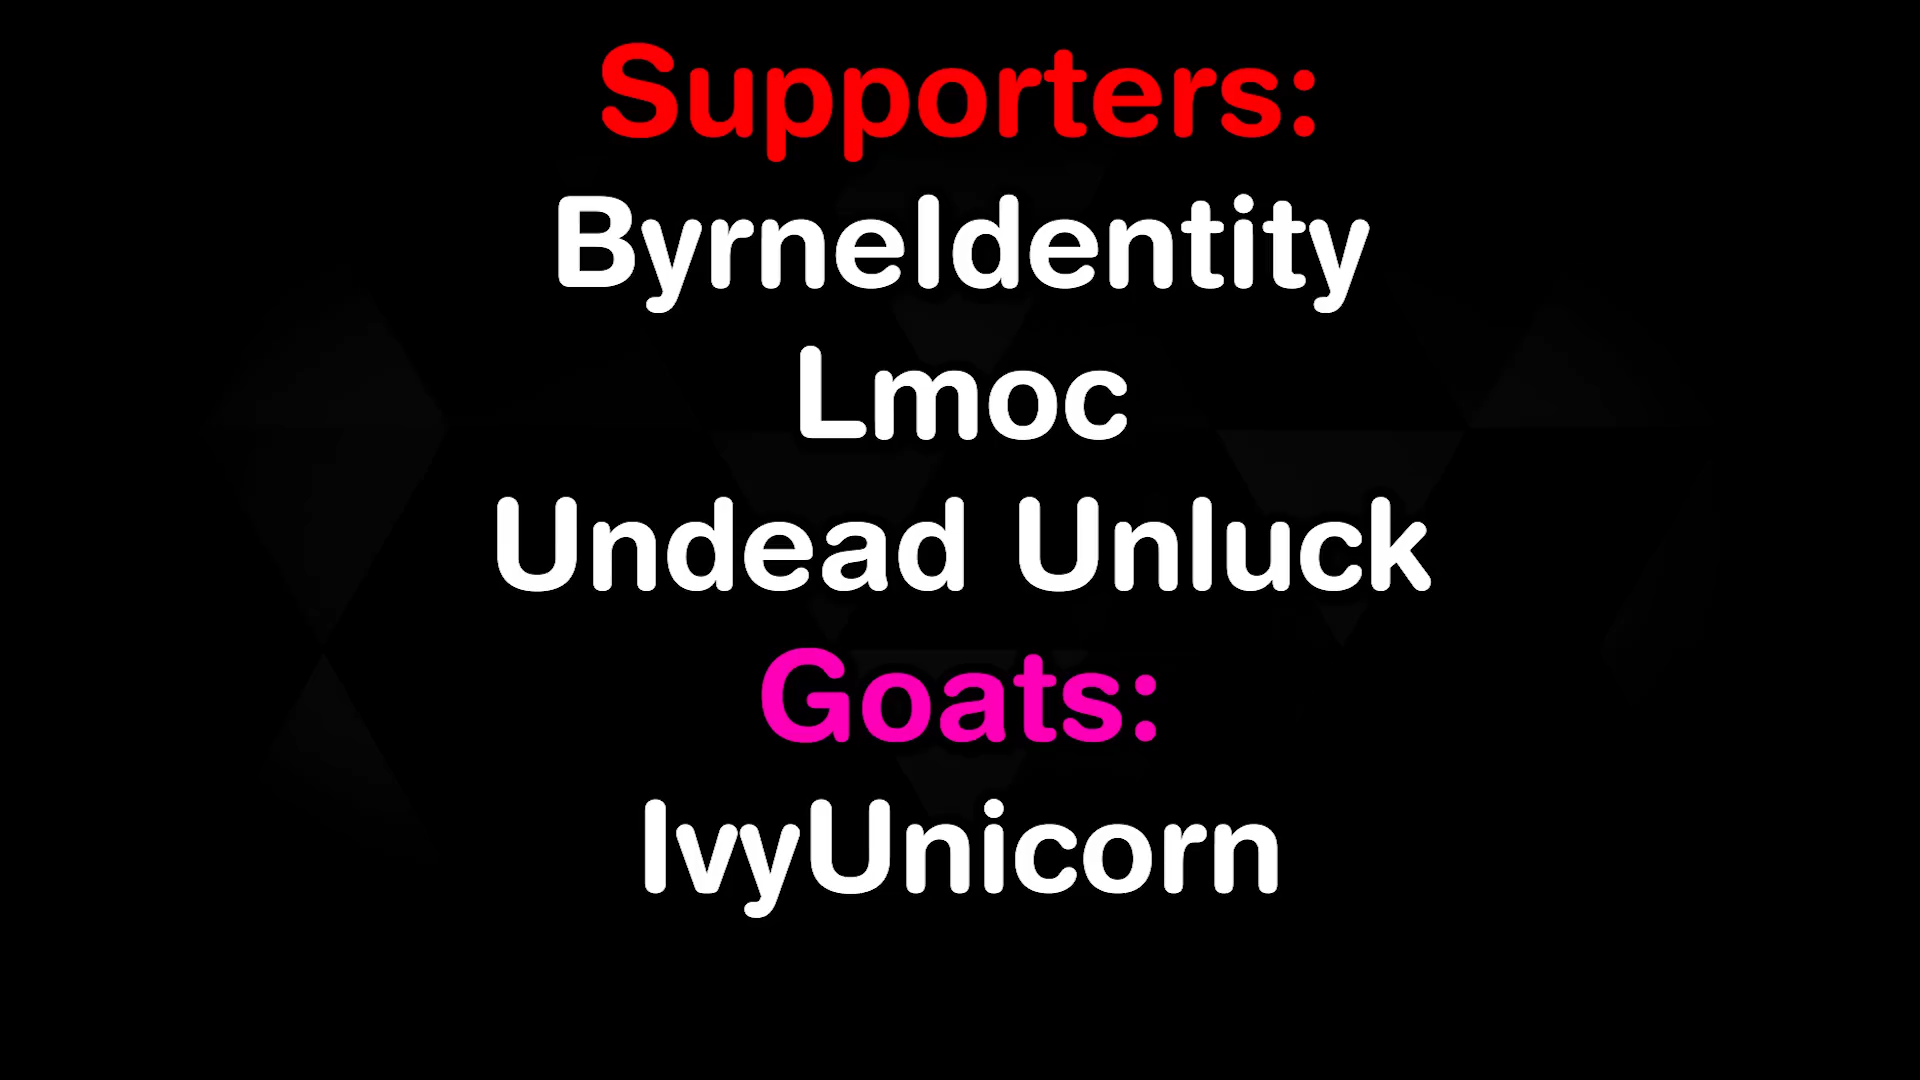 Supporters:
ByrneIdentity
Lmoc
Undead Unluck
Goats:
IvyUnicorn